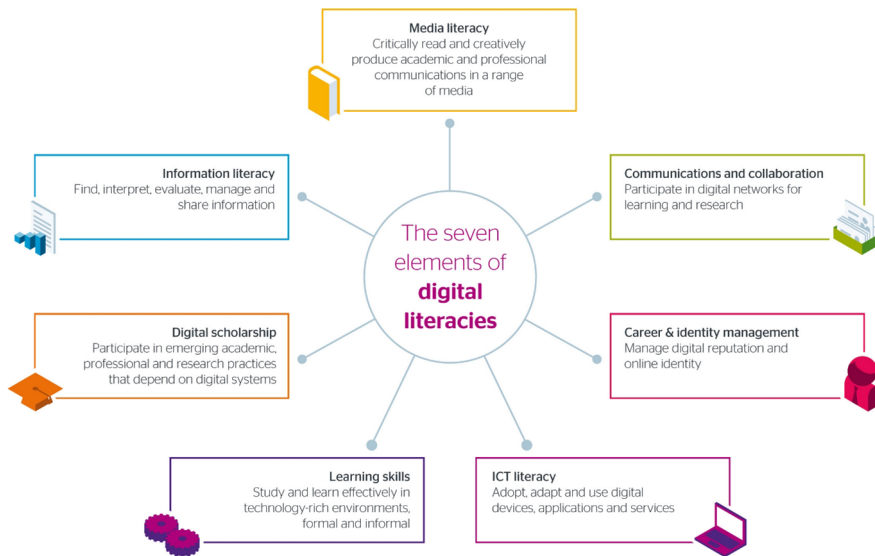 Media literacy
Critically read and creatively
produce academic and professional
communications in a range
of media
Information literacy
Find, interpret, evaluate, manage and
share information
Communications and collaboration
Participate in digital networks for
learning and research
The seven
elements of
digital
literacies
Digital scholarship
Participate in emerging academic,
professional and research practices
that depend on digital systems
Career & identity management
Manage digital reputation and
online identity
Learning skills
Study and learn effectively in
technology-rich environments,
formal and informal
ICT literacy
Adopt, adapt and use digital
devices, applications and services